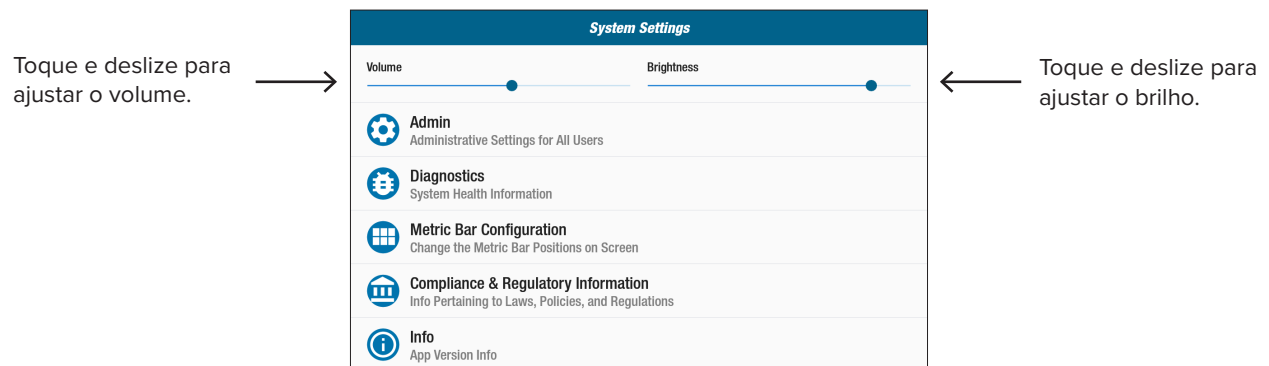 System Settings
Toque e deslize para
ajustar o volume.
Volume
Brightness
Toque e deslize para
ajustar o brilho.
Admin
Administrative Settings for All Users
Diagnostics
System Health Information
Metric Bar Configuration
Change the Metric Bar Positions on Screen
Compliance & Regulatory Information
Info Pertaining to Laws, Policies, and Regulations
Info
App Version Info